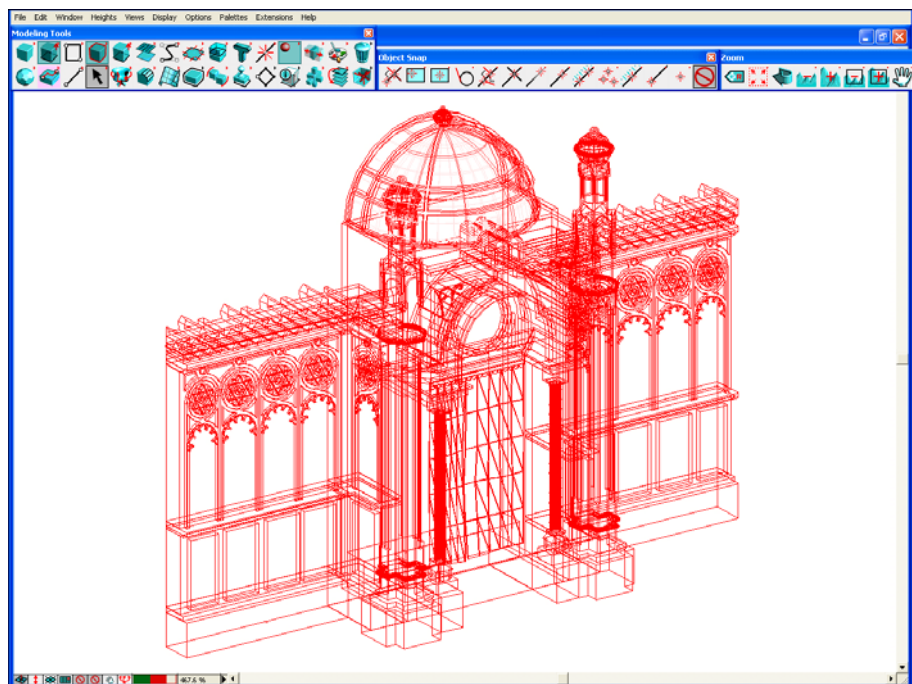 File Edit Window Heights Views Display Options Palettes Extensions Help
Modeling Tools
Object Snap
Zoom
467.6 %